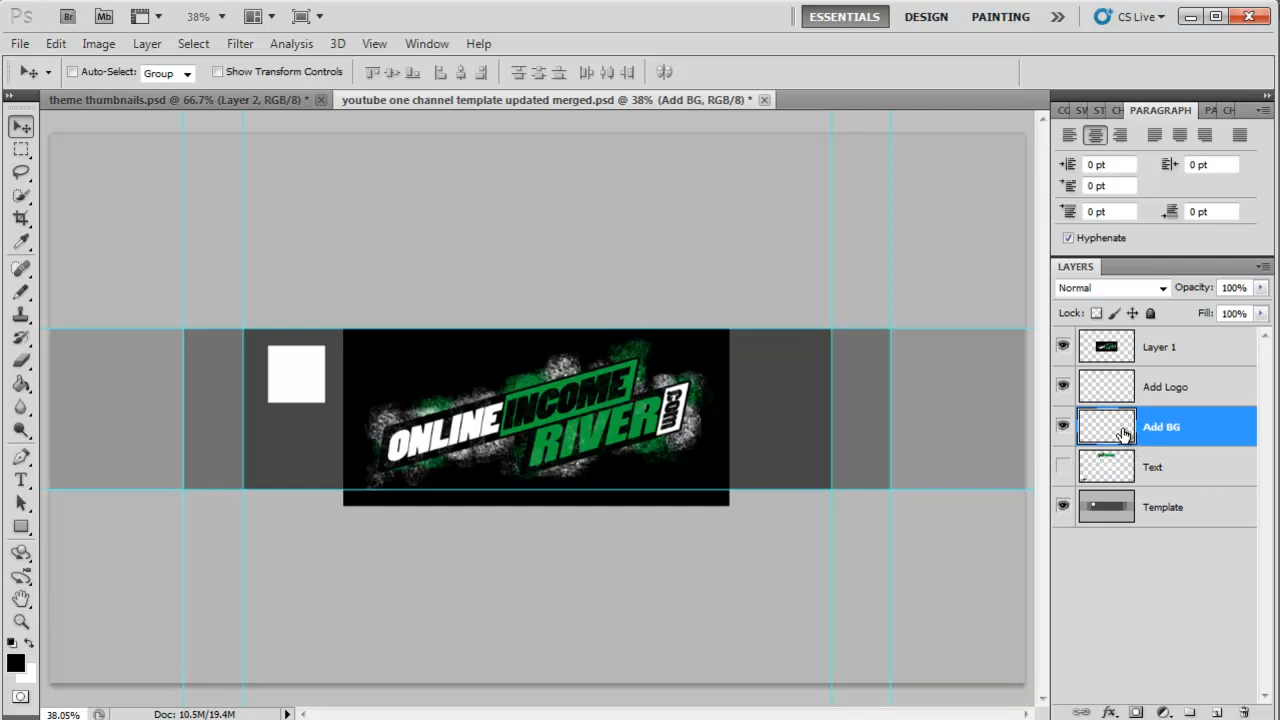 Ps Br Mb 38% ESSENTIALS DESIGN PAINTING CS Live
File Edit Image Layer Select Filter Analysis 3D View Window Help
Auto-Select: Group Show Transform Controls
theme thumbnails.psd @ 66.7% (Layer 2, RGB/8) * youtube one channel template updated merged.psd @ 38% (Add BG, RGB/8) *
PARAGRAPH
0 pt 0 pt
0 pt
0 pt 0 pt
Hyphenate
LAYERS
Normal Opacity: 100%
Lock: Fill: 100%
Layer 1
Add Logo
Add BG
Text
Template
ONLINE INCOME
RIVER .COM
38.05% Doc: 10.5M/19.4M